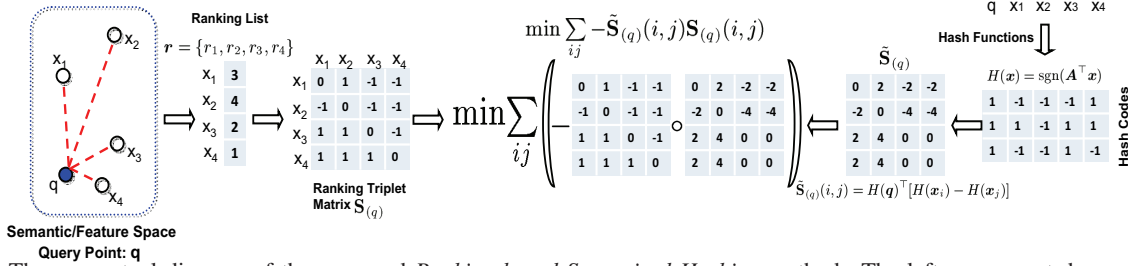 Ranking List
r = {r₁, r₂, r₃, r₄}
x₁ 3
x₂ 4
x₃ 2
x₄ 1
x₁
x₂
x₃
x₄
q
Semantic/Feature Space
Query Point: q
x₁ x₂ x₃ x₄
x₁ 0 1 -1 -1
x₂ -1 0 -1 -1
x₃ 1 1 0 -1
x₄ 1 1 1 0
Ranking Triplet
Matrix S₍q₎
min ∑ᵢⱼ −S̃₍q₎(i, j)S₍q₎(i, j)
min ∑ᵢⱼ ( −
0 1 -1 -1
-1 0 -1 -1
1 1 0 -1
1 1 1 0
∘
0 2 -2 -2
-2 0 -4 -4
2 4 0 0
2 4 0 0
)
S̃₍q₎
0 2 -2 -2
-2 0 -4 -4
2 4 0 0
2 4 0 0
S̃₍q₎(i, j) = H(q)⊤[H(xᵢ) − H(xⱼ)]
q x₁ x₂ x₃ x₄
Hash Functions
H(x) = sgn(A⊤x)
1 -1 -1 -1 1
1 1 -1 1 1
1 -1 -1 1 -1
Hash Codes